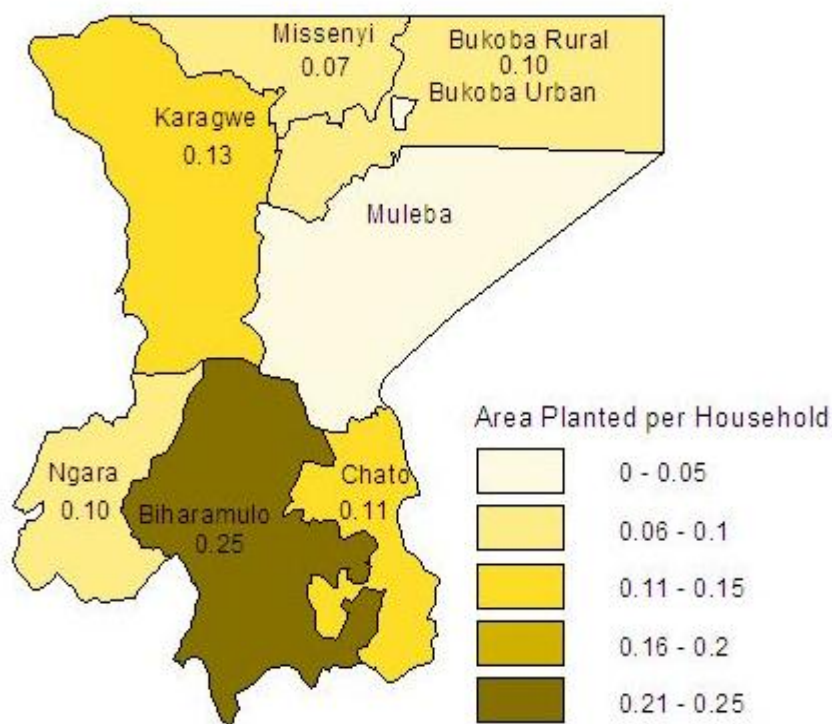 Missenyi
0.07
Bukoba Rural
0.10
Bukoba Urban
Karagwe
0.13
Muleba
Area Planted per Household
0 - 0.05
0.06 - 0.1
0.11 - 0.15
0.16 - 0.2
0.21 - 0.25
Ngara
0.10
Biharamulo
0.25
Chato
0.11